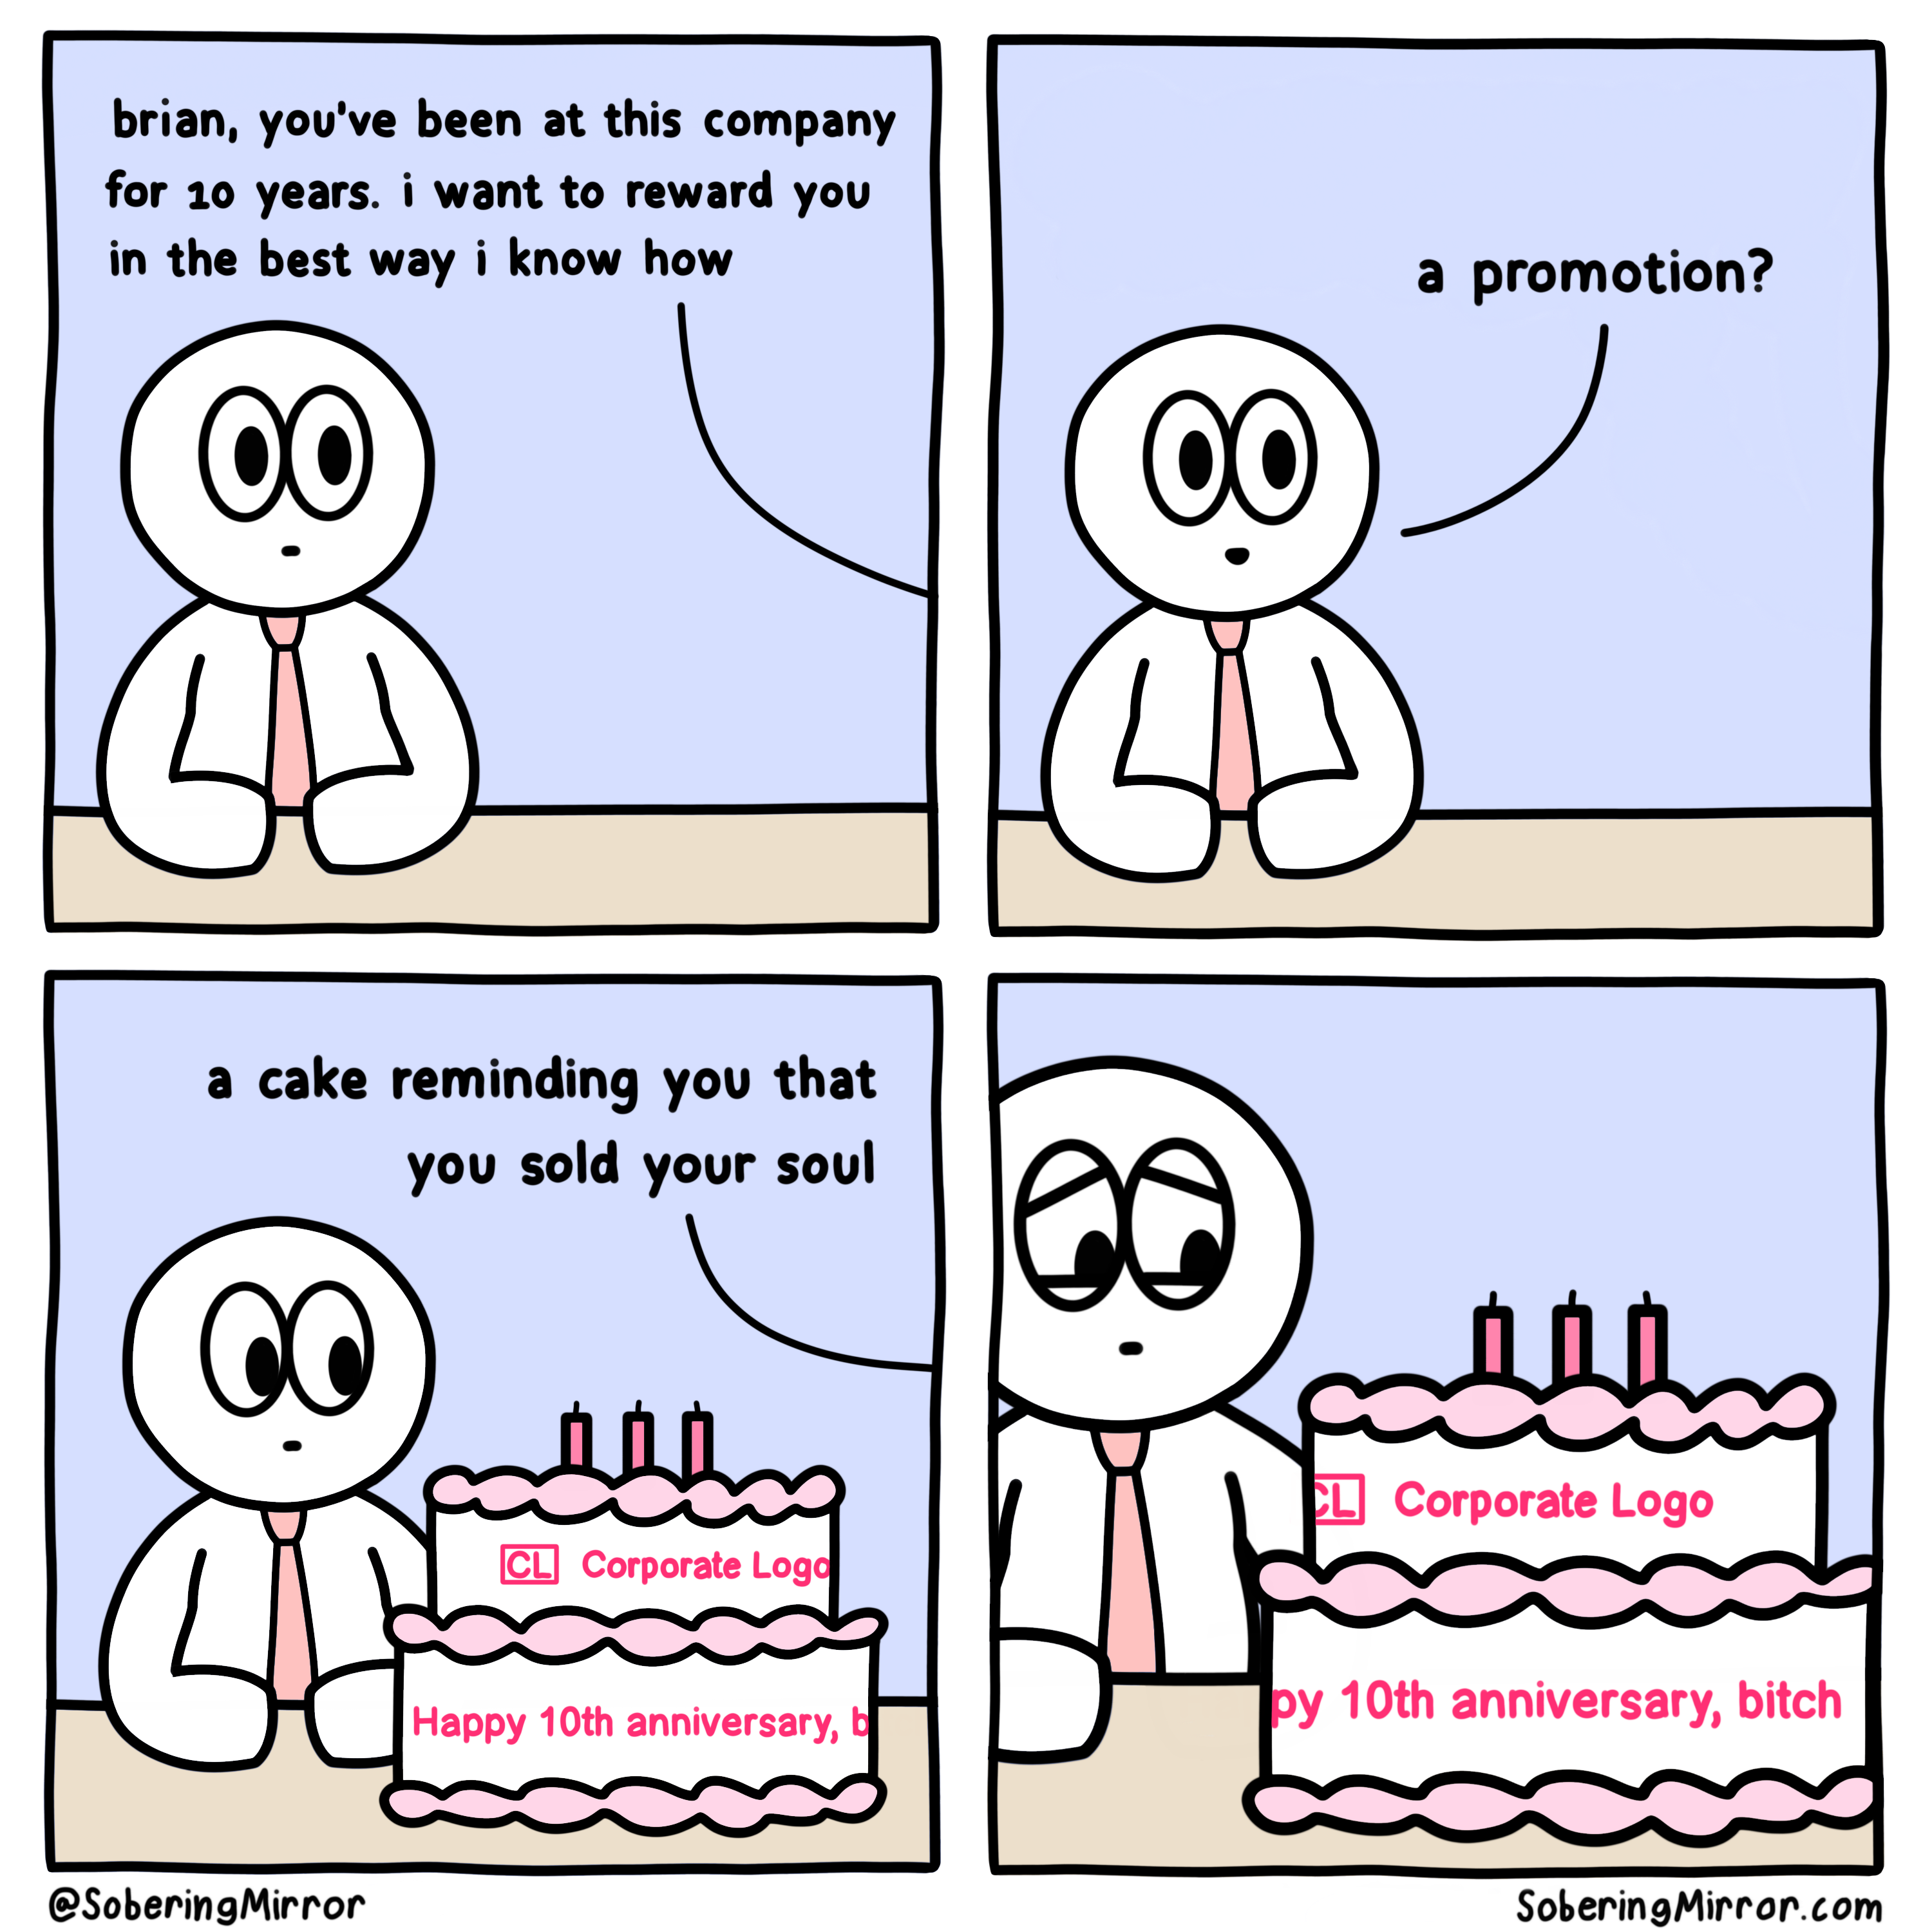 brian, you've been at this company
for 10 years. i want to reward you
in the best way i know how
a promotion?
a cake reminding you that
you sold your soul
CL Corporate Logo
Happy 10th anniversary, b
CL Corporate Logo
py 10th anniversary, bitch
@SoberingMirror
SoberingMirror.com